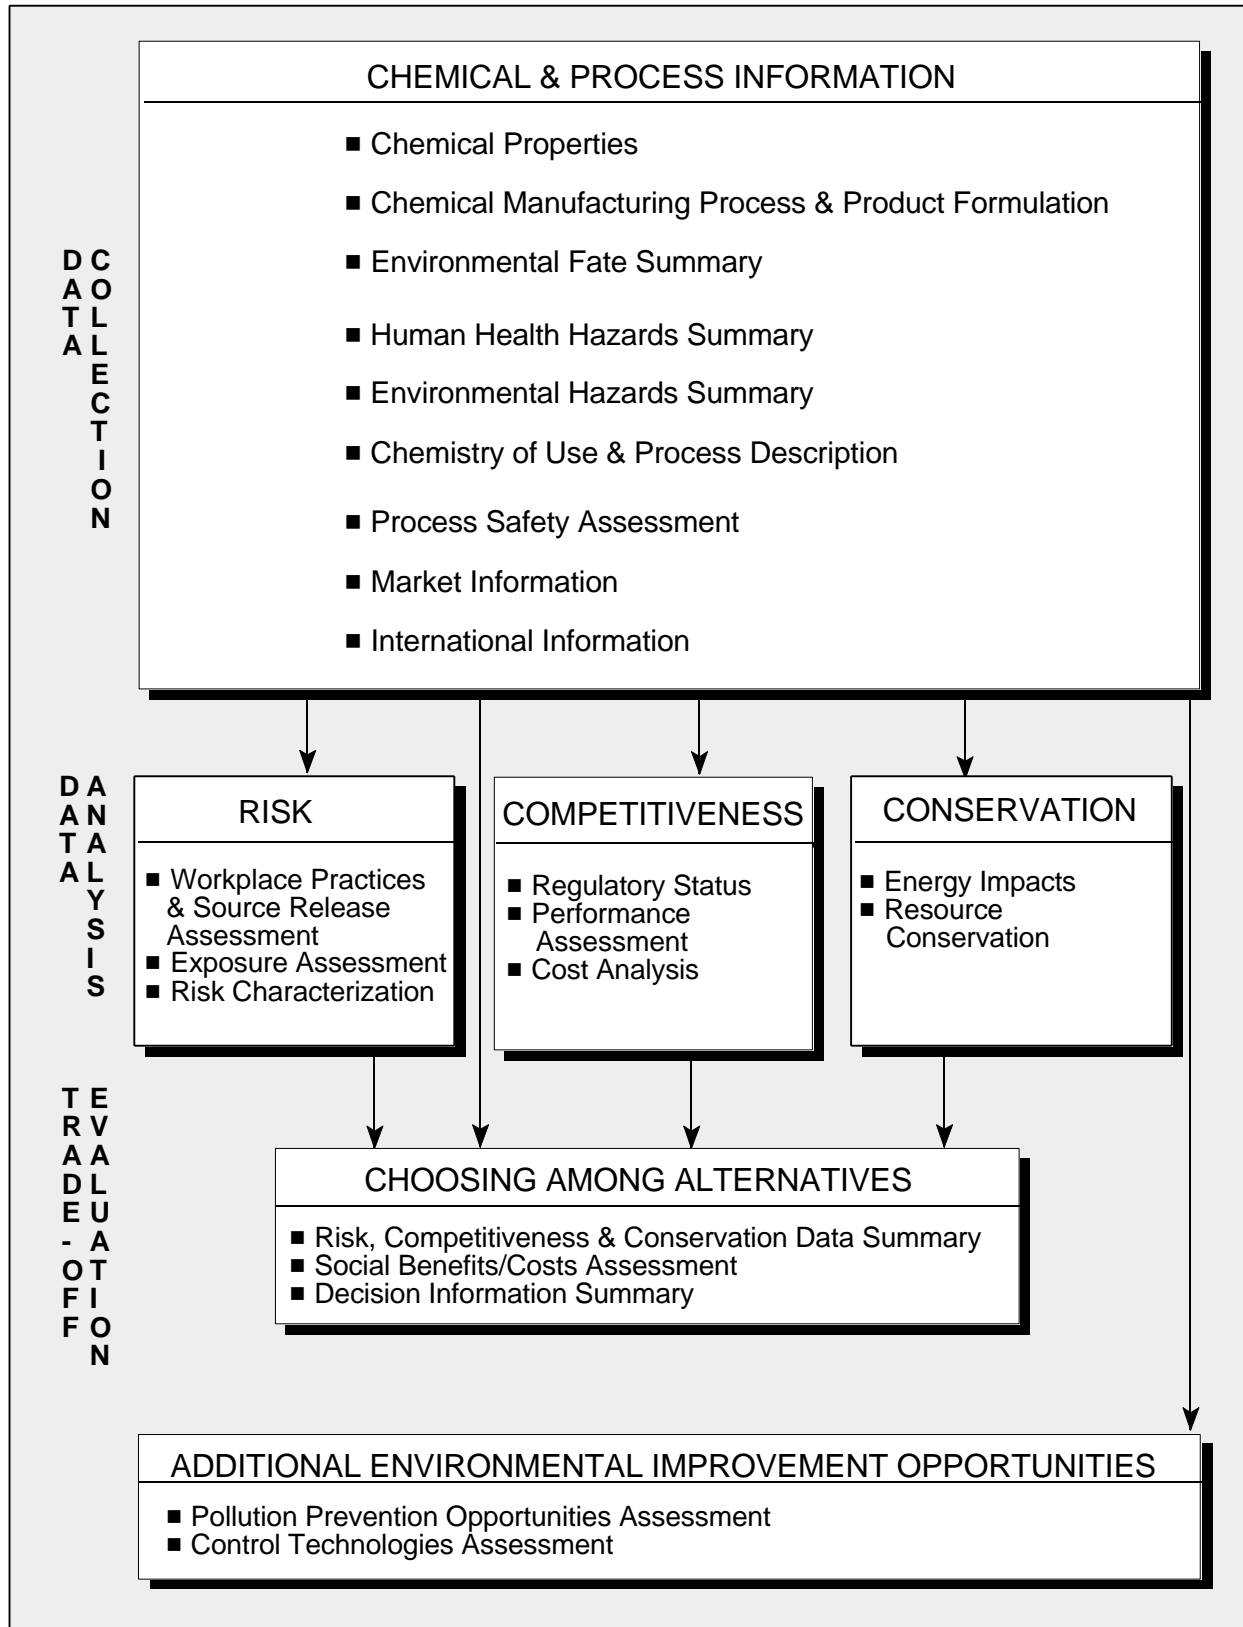 CHEMICAL & PROCESS INFORMATION
■ Chemical Properties
■ Chemical Manufacturing Process & Product Formulation
■ Environmental Fate Summary
■ Human Health Hazards Summary
■ Environmental Hazards Summary
■ Chemistry of Use & Process Description
■ Process Safety Assessment
■ Market Information
■ International Information
DATA
COLLECTION
DATA
ANALYSIS
RISK
■ Workplace Practices
& Source Release
Assessment
■ Exposure Assessment
■ Risk Characterization
COMPETITIVENESS
■ Regulatory Status
■ Performance
Assessment
■ Cost Analysis
CONSERVATION
■ Energy Impacts
■ Resource
Conservation
TRADE-OFF
EVALUATION
CHOOSING AMONG ALTERNATIVES
■ Risk, Competitiveness & Conservation Data Summary
■ Social Benefits/Costs Assessment
■ Decision Information Summary
ADDITIONAL ENVIRONMENTAL IMPROVEMENT OPPORTUNITIES
■ Pollution Prevention Opportunities Assessment
■ Control Technologies Assessment